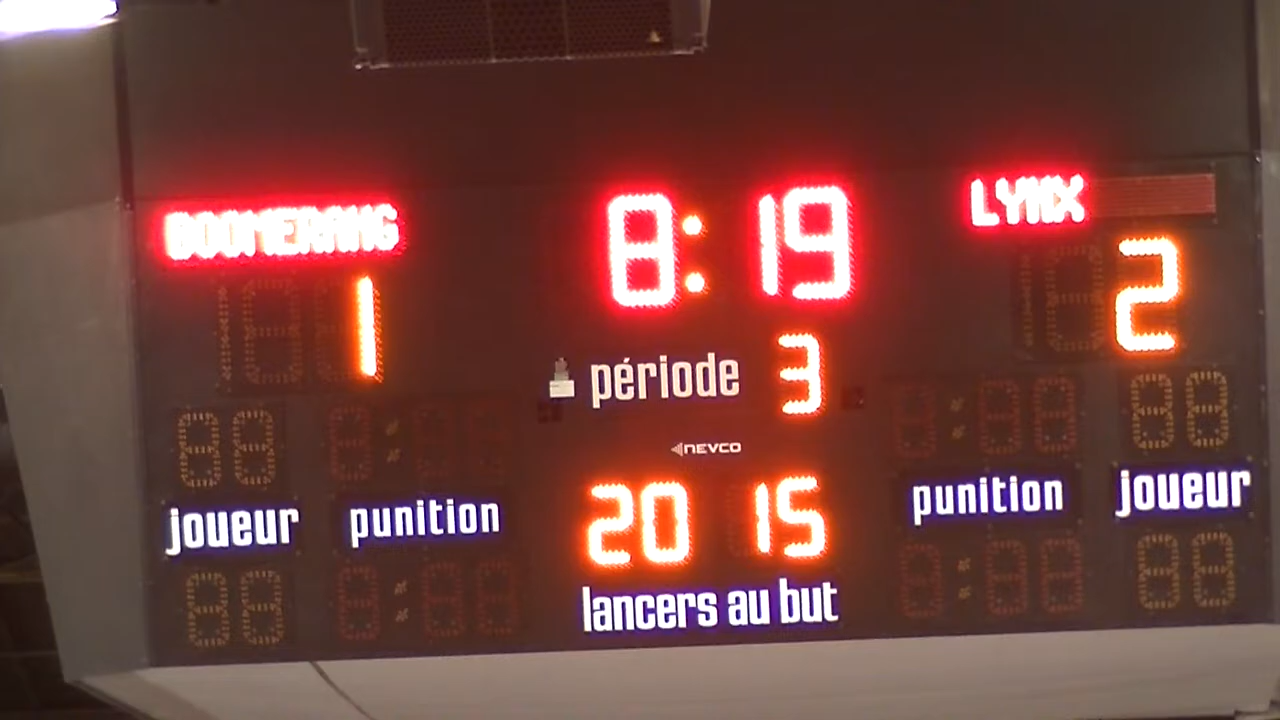 BOOMERANG 8:19 LYNX
1 2
période 3
NEVCO
20 15
joueur punition punition joueur
lancers au but